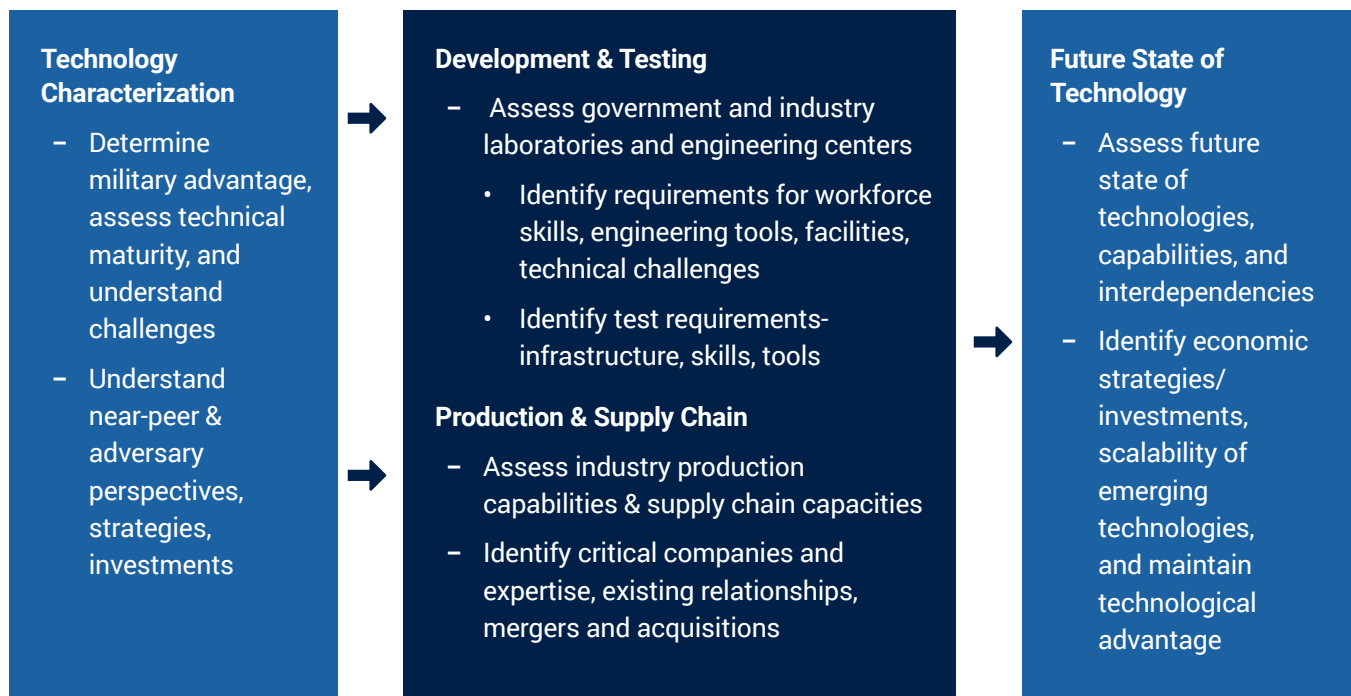 Technology
Characterization
– Determine
military advantage,
assess technical
maturity, and
understand
challenges
– Understand
near-peer &
adversary
perspectives,
strategies,
investments
Development & Testing
– Assess government and industry
laboratories and engineering centers
• Identify requirements for workforce
skills, engineering tools, facilities,
technical challenges
• Identify test requirements-
infrastructure, skills, tools
Production & Supply Chain
– Assess industry production
capabilities & supply chain capacities
– Identify critical companies and
expertise, existing relationships,
mergers and acquisitions
Future State of
Technology
– Assess future
state of
technologies,
capabilities, and
interdependencies
– Identify economic
strategies/
investments,
scalability of
emerging
technologies,
and maintain
technological
advantage